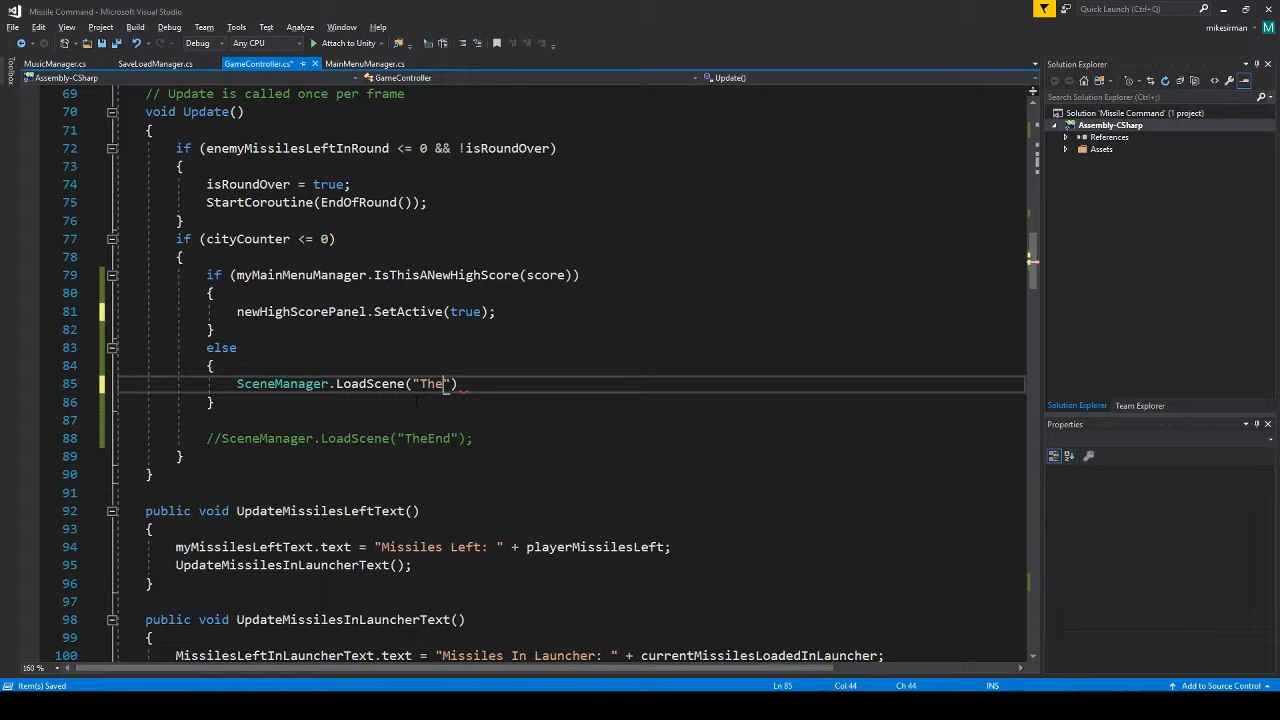 Missile Command - Microsoft Visual Studio
Quick Launch (Ctrl+Q)
File Edit View Project Build Debug Team Tools Test Analyze Window Help
mikesirman M
Debug Any CPU Attach to Unity
MusicManager.cs SaveLoadManager.cs GameController.cs* MainMenuManager.cs
Assembly-CSharp GameController Update()
Toolbox
69 // Update is called once per frame
70 void Update()
71 {
72 if (enemyMissilesLeftInRound <= 0 && !isRoundOver)
73 {
74 isRoundOver = true;
75 StartCoroutine(EndOfRound());
76 }
77 if (cityCounter <= 0)
78 {
79 if (myMainMenuManager.IsThisANewHighScore(score))
80 {
81 newHighScorePanel.SetActive(true);
82 }
83 else
84 {
85 SceneManager.LoadScene("The")
86 }
87
88 //SceneManager.LoadScene("TheEnd");
89 }
90 }
91
92 public void UpdateMissilesLeftText()
93 {
94 myMissilesLeftText.text = "Missiles Left: " + playerMissilesLeft;
95 UpdateMissilesInLauncherText();
96 }
97
98 public void UpdateMissilesInLauncherText()
99 {
100 MissilesLeftInLauncherText.text = "Missiles In Launcher: " + currentMissilesLoadedInLauncher;
160 %
Solution Explorer
Search Solution Explorer (Ctrl+;)
Solution 'Missile Command' (1 project)
Assembly-CSharp
References
Assets
Solution Explorer Team Explorer
Properties
Item(s) Saved Ln 85 Col 44 Ch 44 INS Add to Source Control